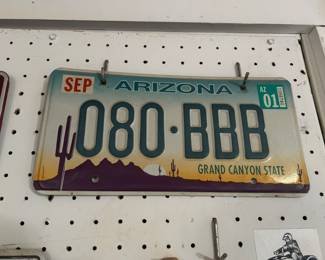 SEP
ARIZONA
AZ
01
080·BBB
GRAND CANYON STATE